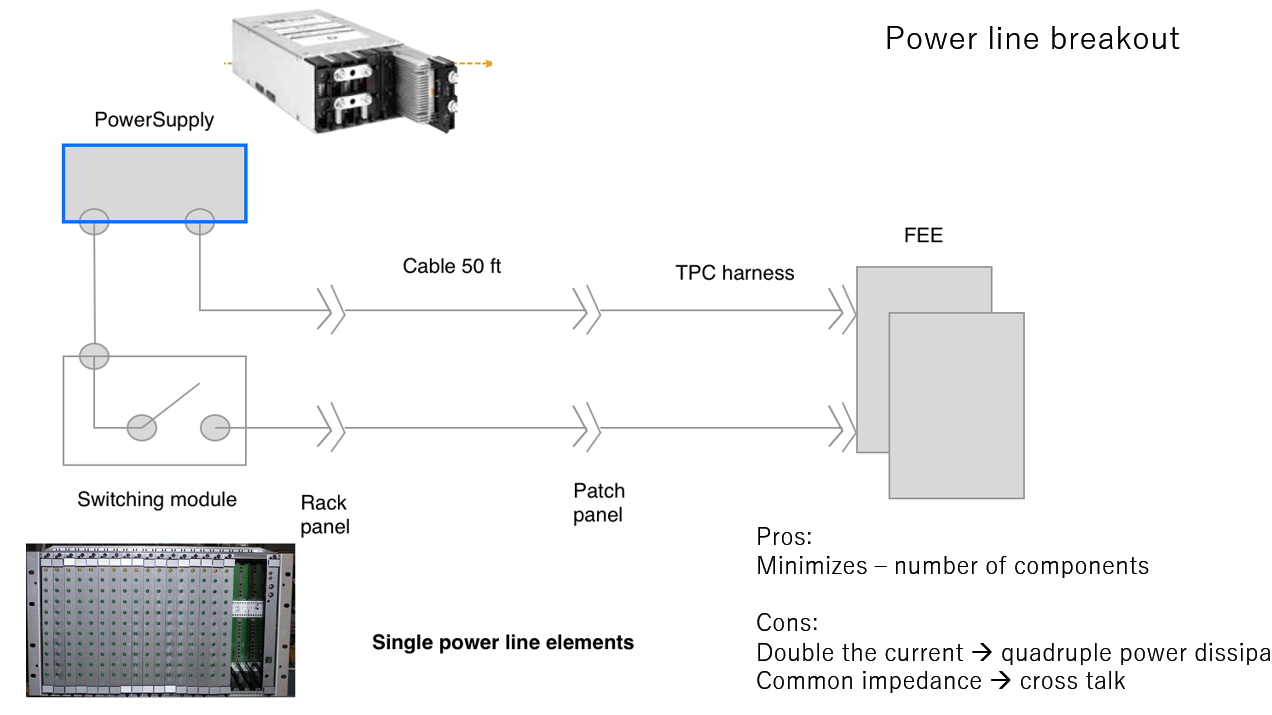 Power line breakout
PowerSupply
FEE
Cable 50 ft
TPC harness
Switching module
Rack
panel
Patch
panel
Pros:
Minimizes – number of components
Cons:
Double the current → quadruple power dissipa
Common impedance → cross talk
Single power line elements